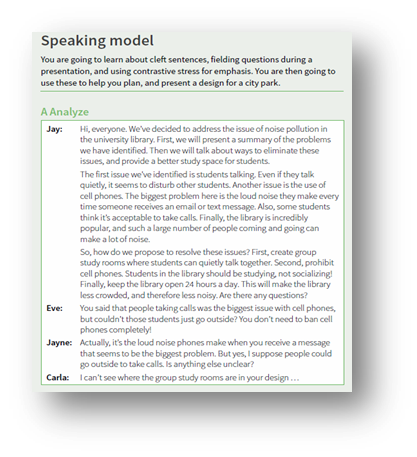 Speaking model
You are going to learn about cleft sentences, fielding questions during a
presentation, and using contrastive stress for emphasis. You are then going to
use these to help you plan, and present a design for a city park.
A Analyze
Jay: Hi, everyone. We've decided to address the issue of noise pollution in
the university library. First, we will present a summary of the problems
we have identified. Then we will talk about ways to eliminate these
issues, and provide a better study space for students.
The first issue we've identified is students talking. Even if they talk
quietly, it seems to disturb other students. Another issue is the use of
cell phones. The biggest problem here is the loud noise they make every
time someone receives an email or text message. Also, some students
think it's acceptable to take calls. Finally, the library is incredibly
popular, and such a large number of people coming and going can
make a lot of noise.
So, how do we propose to resolve these issues? First, create group
study rooms where students can quietly talk together. Second, prohibit
cell phones. Students in the library should be studying, not socializing!
Finally, keep the library open 24 hours a day. This will make the library
less crowded, and therefore less noisy. Are there any questions?
Eve: You said that people taking calls was the biggest issue with cell phones,
but couldn't those students just go outside? You don't need to ban cell
phones completely!
Jayne: Actually, it's the loud noise phones make when you receive a message
that seems to be the biggest problem. But yes, I suppose people could
go outside to take calls. Is anything else unclear?
Carla: I can't see where the group study rooms are in your design …